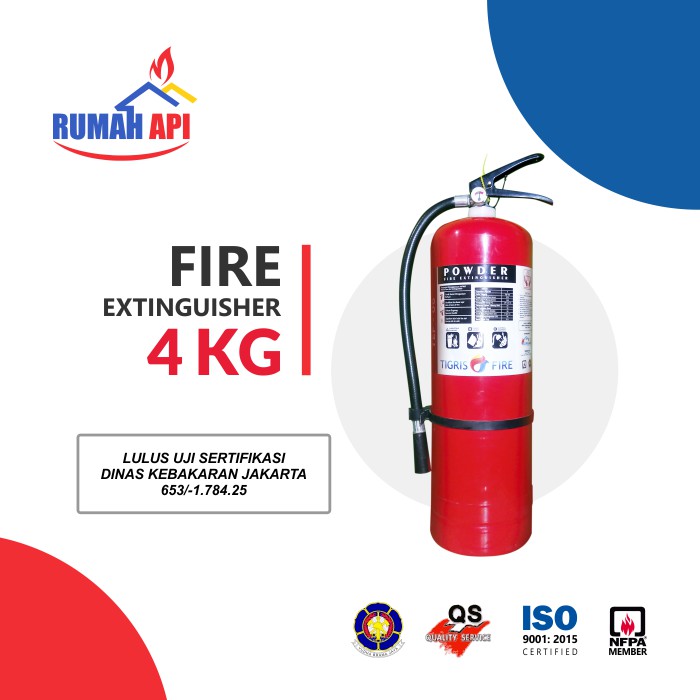 RUMAH API
FIRE
EXTINGUISHER
4 KG
LULUS UJI SERTIFIKASI
DINAS KEBAKARAN JAKARTA
653/-1.784.25
POWDER
FIRE EXTINGUISHER
TIGRIS FIRE
QS
QUALITY SERVICE
ISO
9001: 2015
CERTIFIED
NFPA
MEMBER